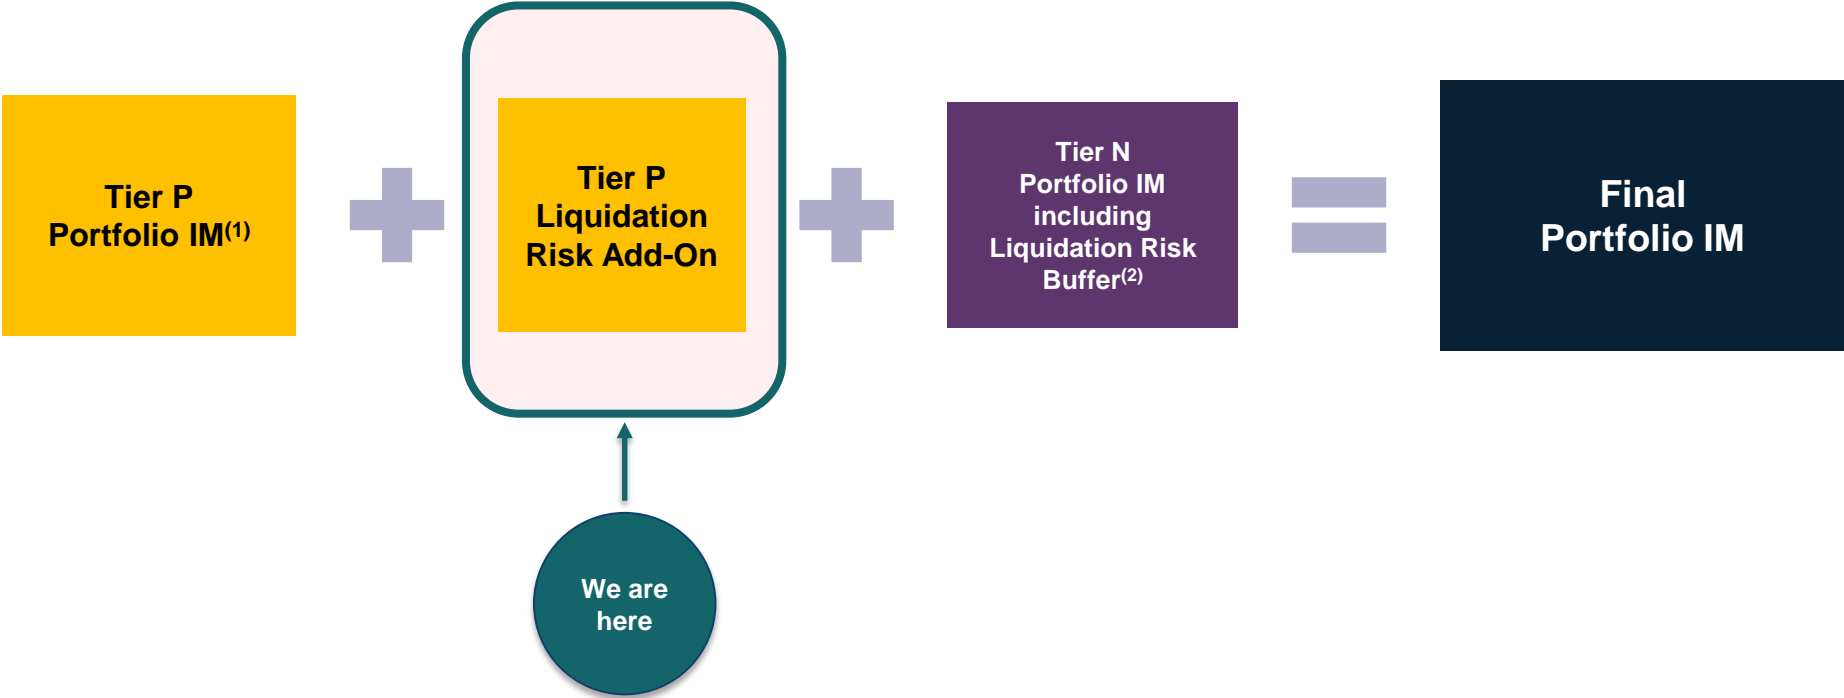 Tier P
Portfolio IM(1)
Tier P
Liquidation
Risk Add-On
Tier N
Portfolio IM
including
Liquidation Risk
Buffer(2)
Final
Portfolio IM
We are
here